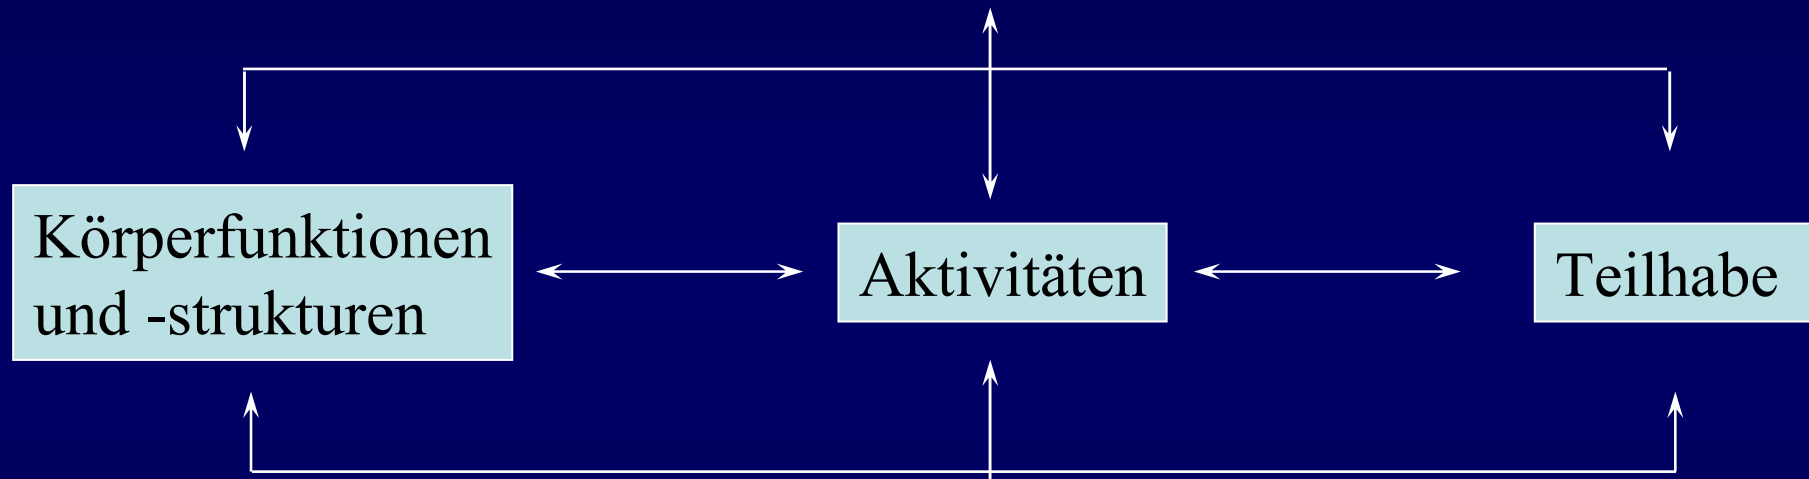 Körperfunktionen
und -strukturen
Aktivitäten
Teilhabe